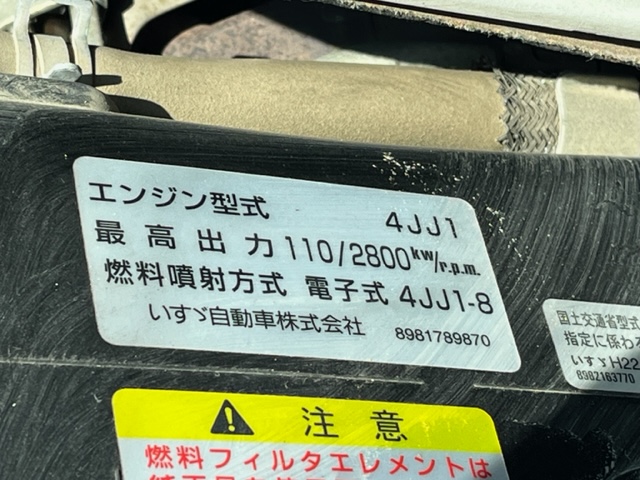 エンジン型式 4JJ1
最高出力 110/2800kW/r.p.m.
燃料噴射方式 電子式 4JJ1-8
いすゞ自動車株式会社 8981789870
国土交通省型式
指定に係わる
いすゞH22
8982163770
注意
燃料フィルタエレメントは